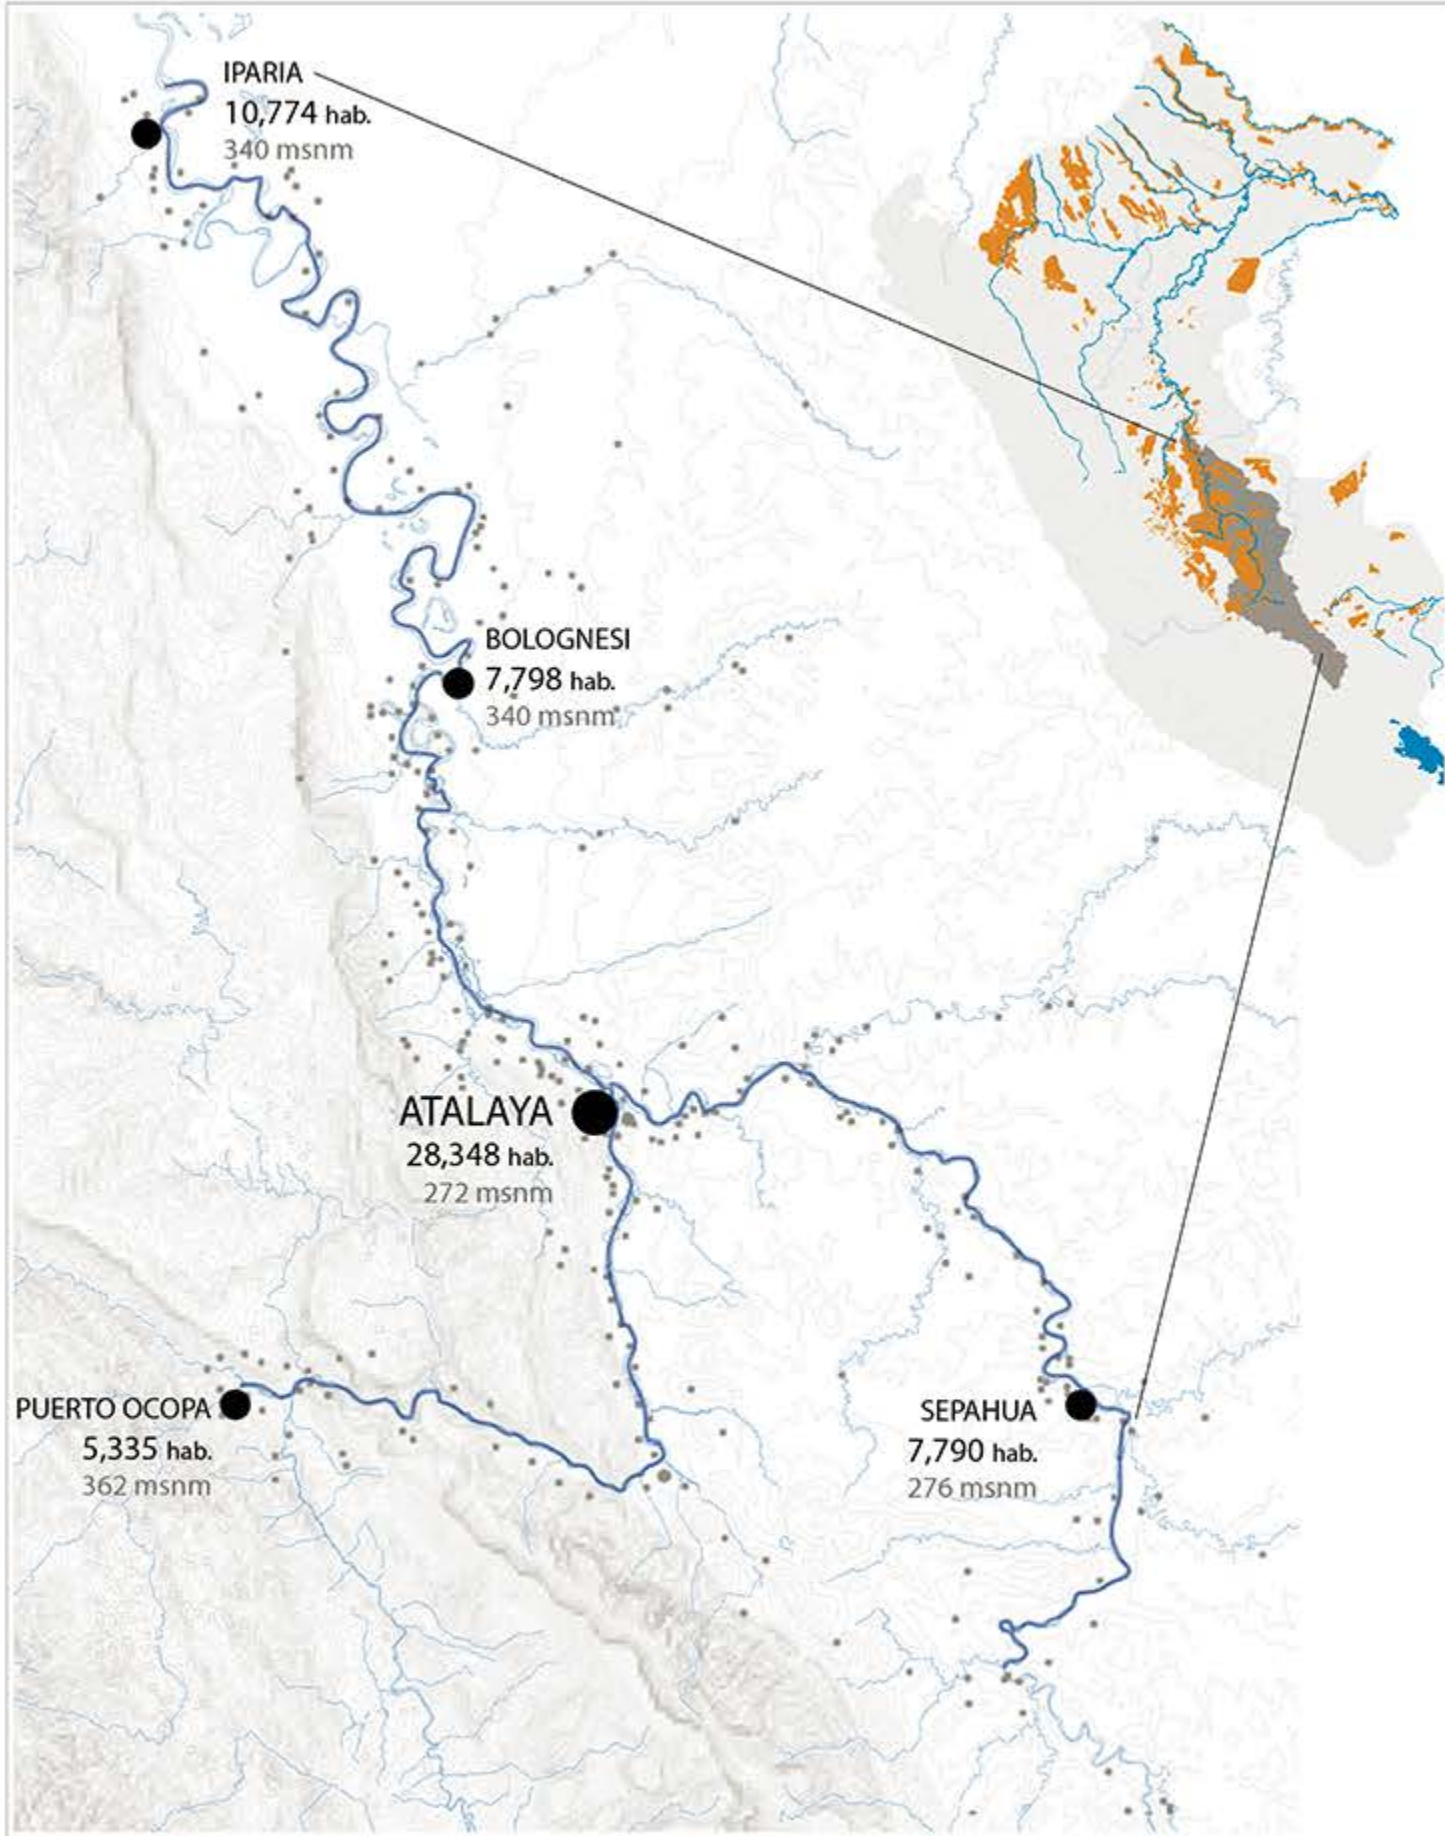 IPARIA
10,774 hab.
340 msnm
BOLOGNESI
7,798 hab.
340 msnm
ATALAYA
28,348 hab.
272 msnm
PUERTO OCOPA
5,335 hab.
362 msnm
SEPAHUA
7,790 hab.
276 msnm